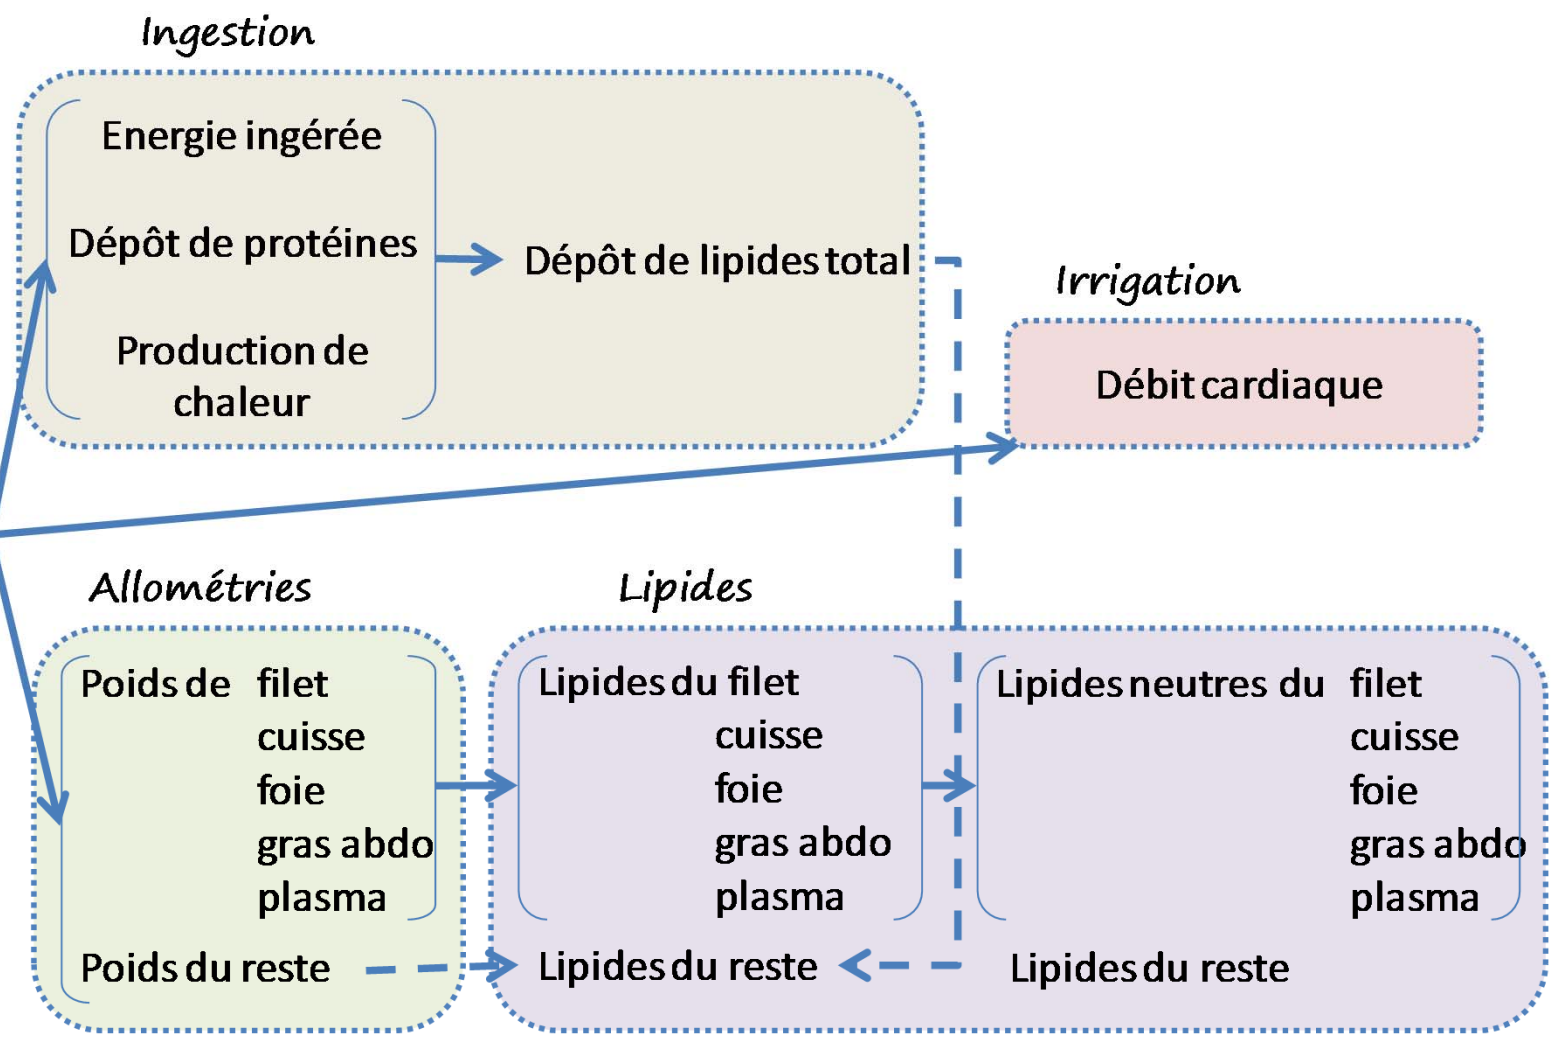 Ingestion
Energie ingérée
Dépôt de protéines
Production de
chaleur
Dépôt de lipides total
Irrigation
Débit cardiaque
Allométries
Poids de filet
cuisse
foie
gras abdo
plasma
Poids du reste
Lipides
Lipides du filet
cuisse
foie
gras abdo
plasma
Lipides du reste
Lipides neutres du filet
cuisse
foie
gras abdo
plasma
Lipides du reste